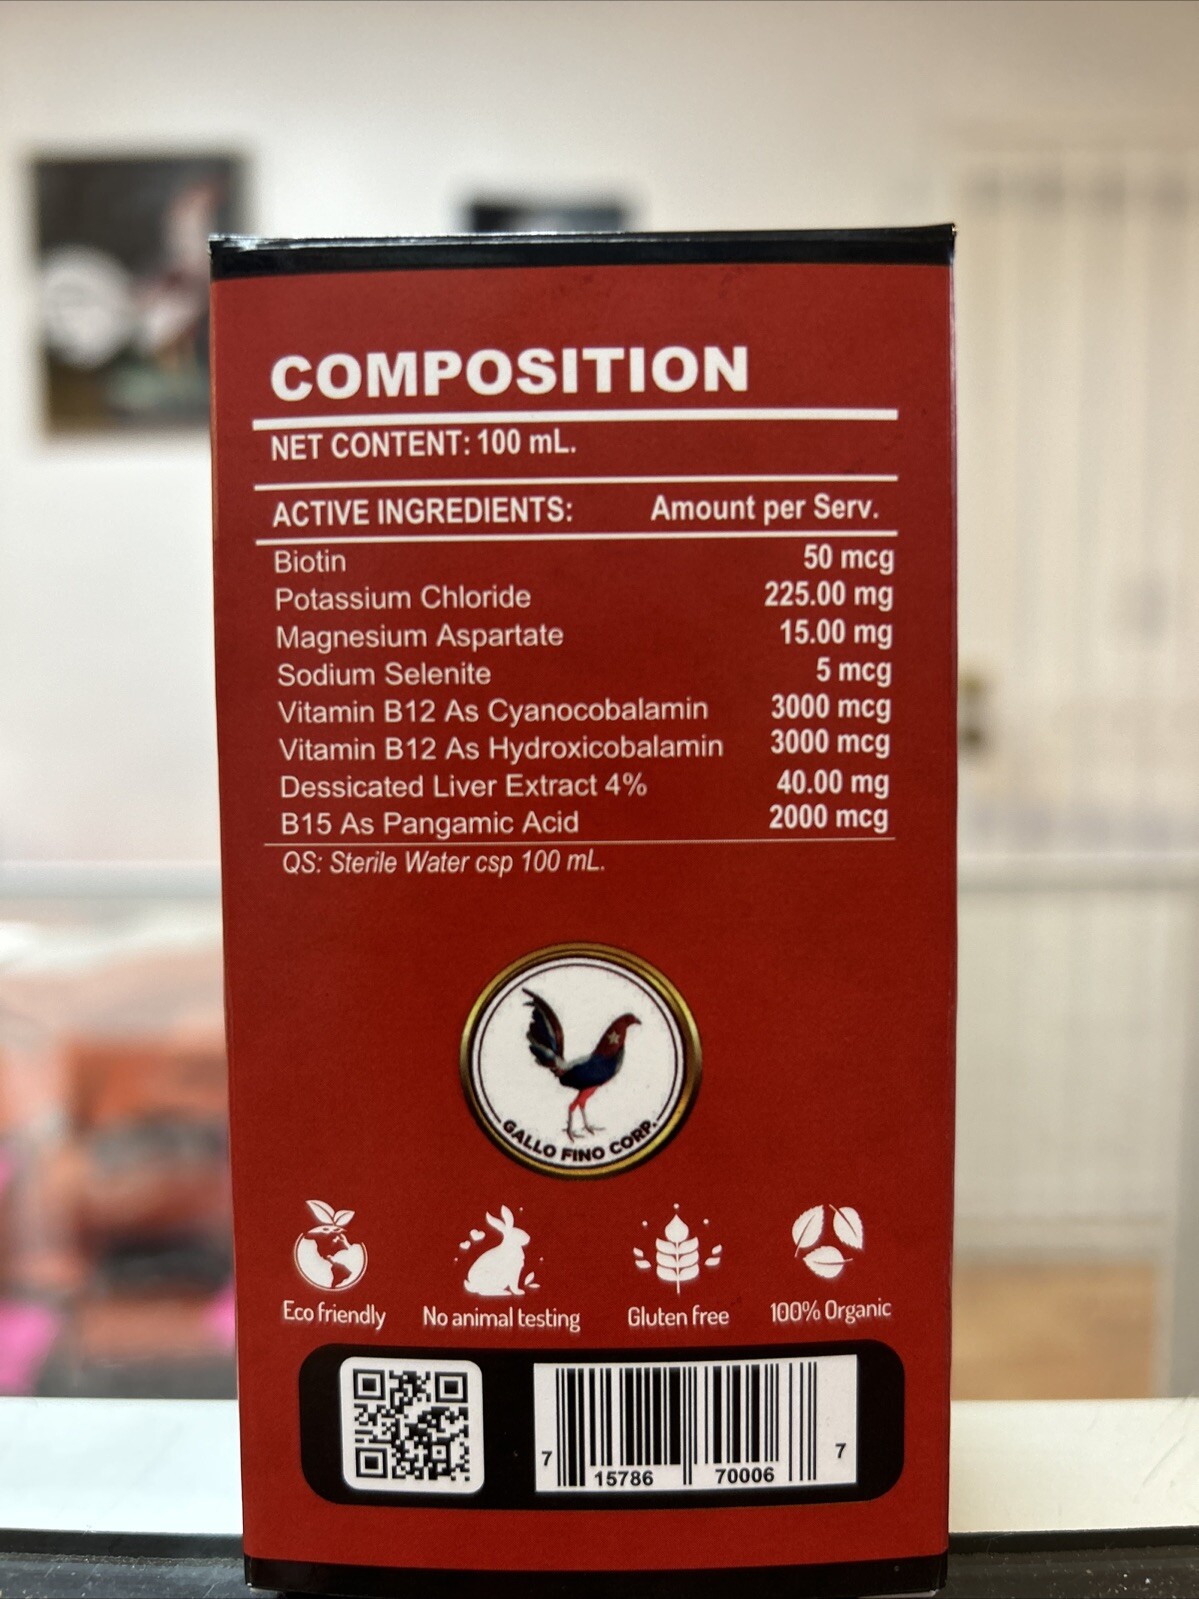 COMPOSITION
NET CONTENT: 100 mL.
ACTIVE INGREDIENTS: Amount per Serv.
Biotin 50 mcg
Potassium Chloride 225.00 mg
Magnesium Aspartate 15.00 mg
Sodium Selenite 5 mcg
Vitamin B12 As Cyanocobalamin 3000 mcg
Vitamin B12 As Hydroxicobalamin 3000 mcg
Dessicated Liver Extract 4% 40.00 mg
B15 As Pangamic Acid 2000 mcg
QS: Sterile Water csp 100 mL.
GALLO FINO CORP.
Eco friendly No animal testing Gluten free 100% Organic
7 15786 70006 7